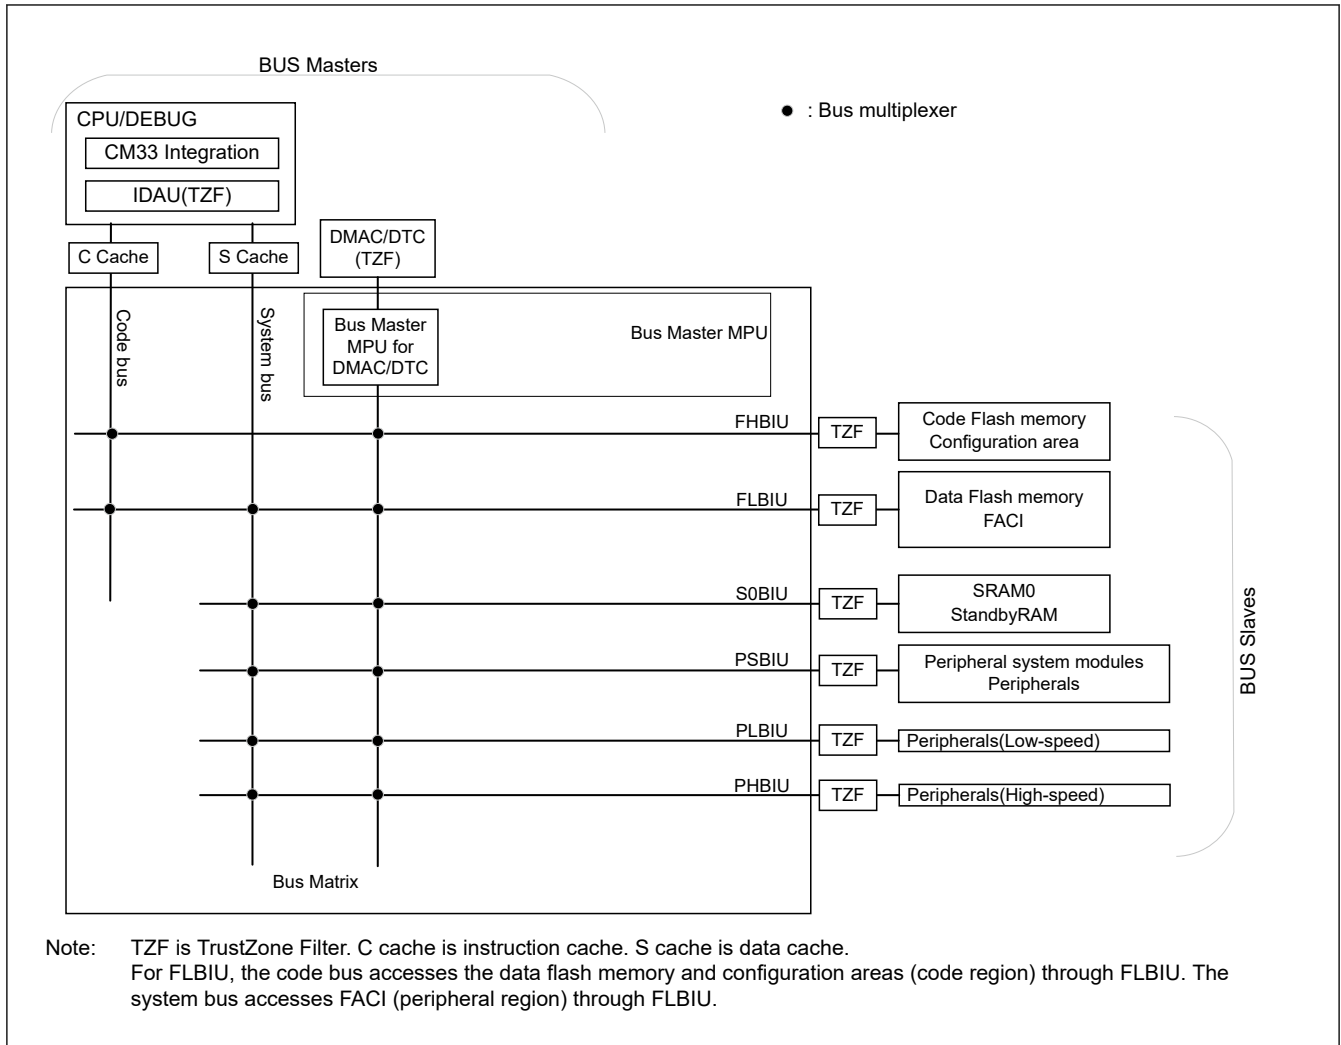 BUS Masters
● : Bus multiplexer
CPU/DEBUG
CM33 Integration
IDAU(TZF)
C Cache
S Cache
DMAC/DTC
(TZF)
Code bus
System bus
Bus Master
MPU for
DMAC/DTC
Bus Master MPU
FHBIU
TZF
Code Flash memory
Configuration area
FLBIU
TZF
Data Flash memory
FACI
S0BIU
TZF
SRAM0
StandbyRAM
PSBIU
TZF
Peripheral system modules
Peripherals
PLBIU
TZF
Peripherals(Low-speed)
PHBIU
TZF
Peripherals(High-speed)
BUS Slaves
Bus Matrix
Note: TZF is TrustZone Filter. C cache is instruction cache. S cache is data cache.
For FLBIU, the code bus accesses the data flash memory and configuration areas (code region) through FLBIU. The
system bus accesses FACI (peripheral region) through FLBIU.